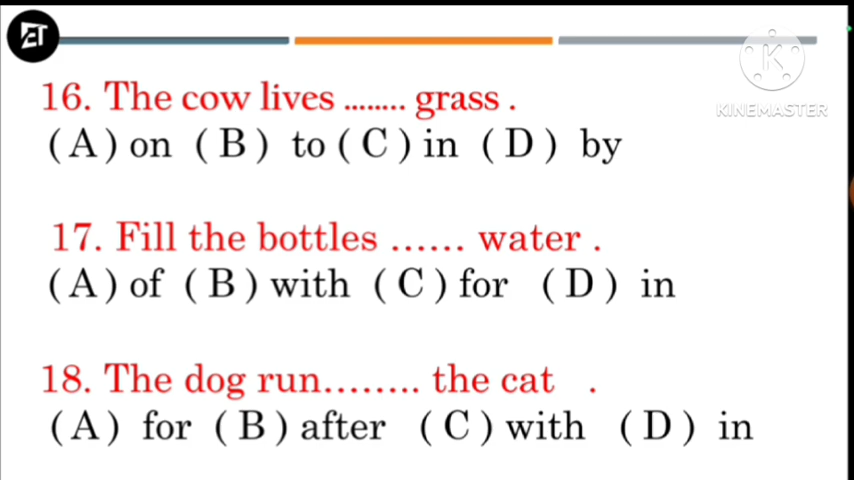 ET
KINEMASTER
16. The cow lives ........ grass .
(A) on (B) to (C) in (D) by
17. Fill the bottles ...... water .
(A) of (B) with (C) for (D) in
18. The dog run........ the cat .
(A) for (B) after (C) with (D) in